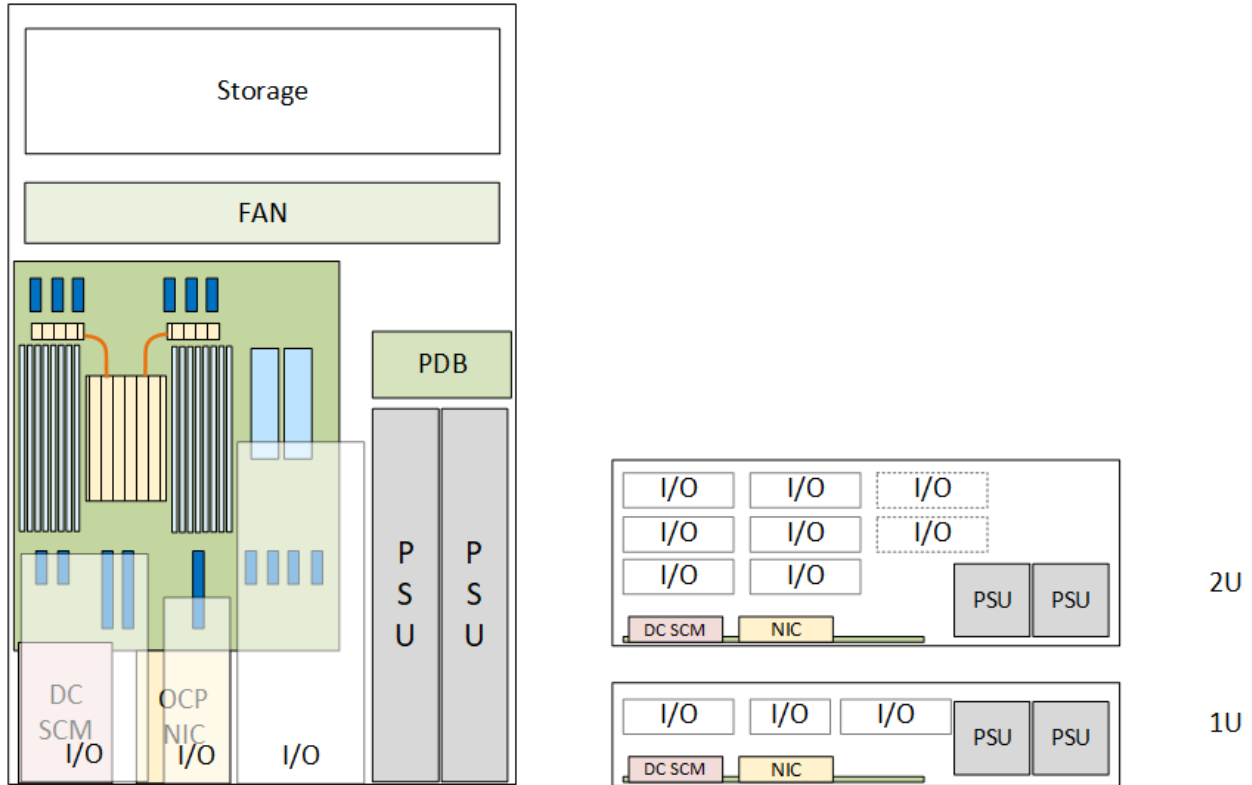 Storage
FAN
PDB
P
S
U
P
S
U
DC
SCM
I/O
OCP
NIC
I/O
I/O
I/O
I/O
I/O
I/O
I/O
I/O
I/O
I/O
PSU
PSU
DC SCM
NIC
2U
I/O
I/O
I/O
PSU
PSU
DC SCM
NIC
1U